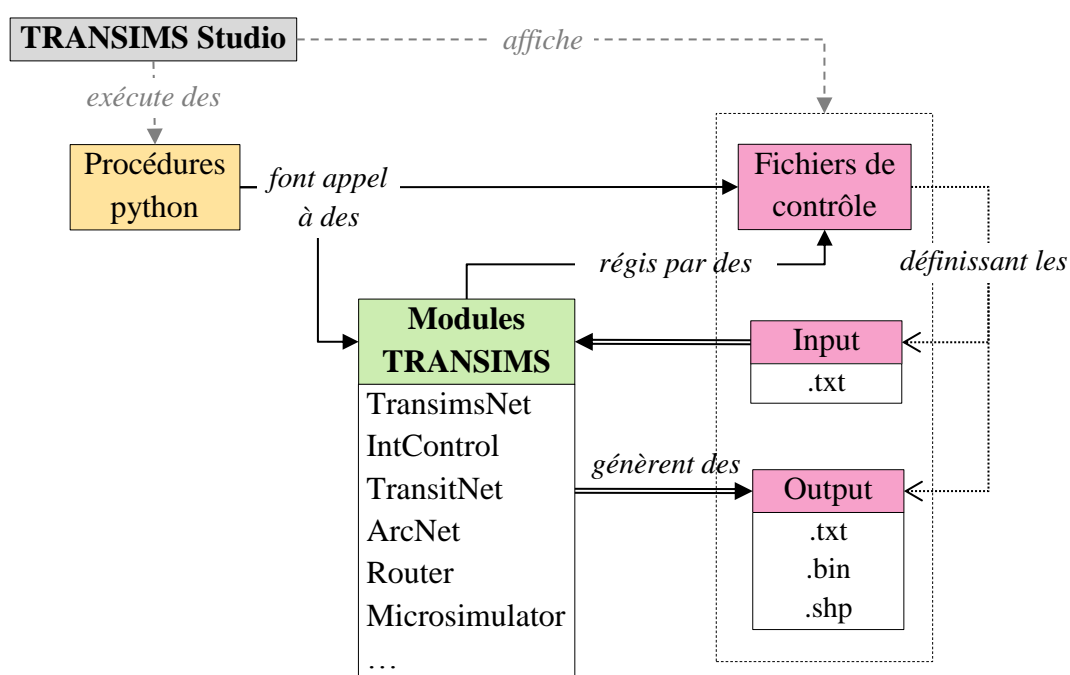 TRANSIMS Studio
affiche
exécute des
Procédures
python
font appel
à des
Fichiers de
contrôle
régis par des
définissant les
Modules
TRANSIMS
TransimsNet
IntControl
TransitNet
ArcNet
Router
Microsimulator
…
Input
.txt
génèrent des
Output
.txt
.bin
.shp